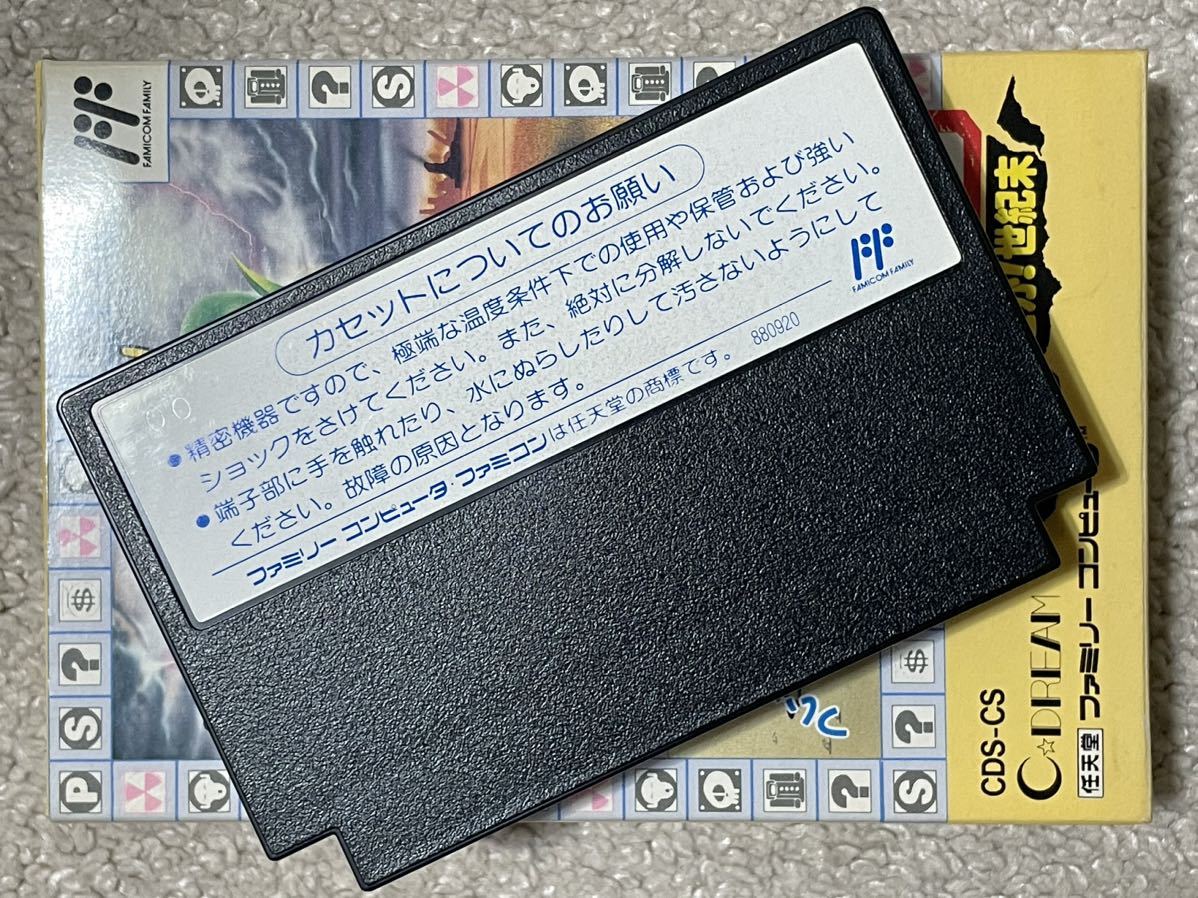 カセットについてのお願い
● 精密機器ですので、極端な温度条件下での使用や保管および強い
ショックをさけてください。また、絶対に分解しないでください。
● 端子部に手を触れたり、水にぬらしたりして汚さないようにして
ください。故障の原因となります。
ファミリー コンピュータ・ファミコンは任天堂の商標です。 880920
FAMICOM FAMILY
FAMICOM FAMILY
? S
$
?
S
P
$
?
? S
世紀末
CDS-CS
C☆DREAM
任天堂 ファミリー コンピュ